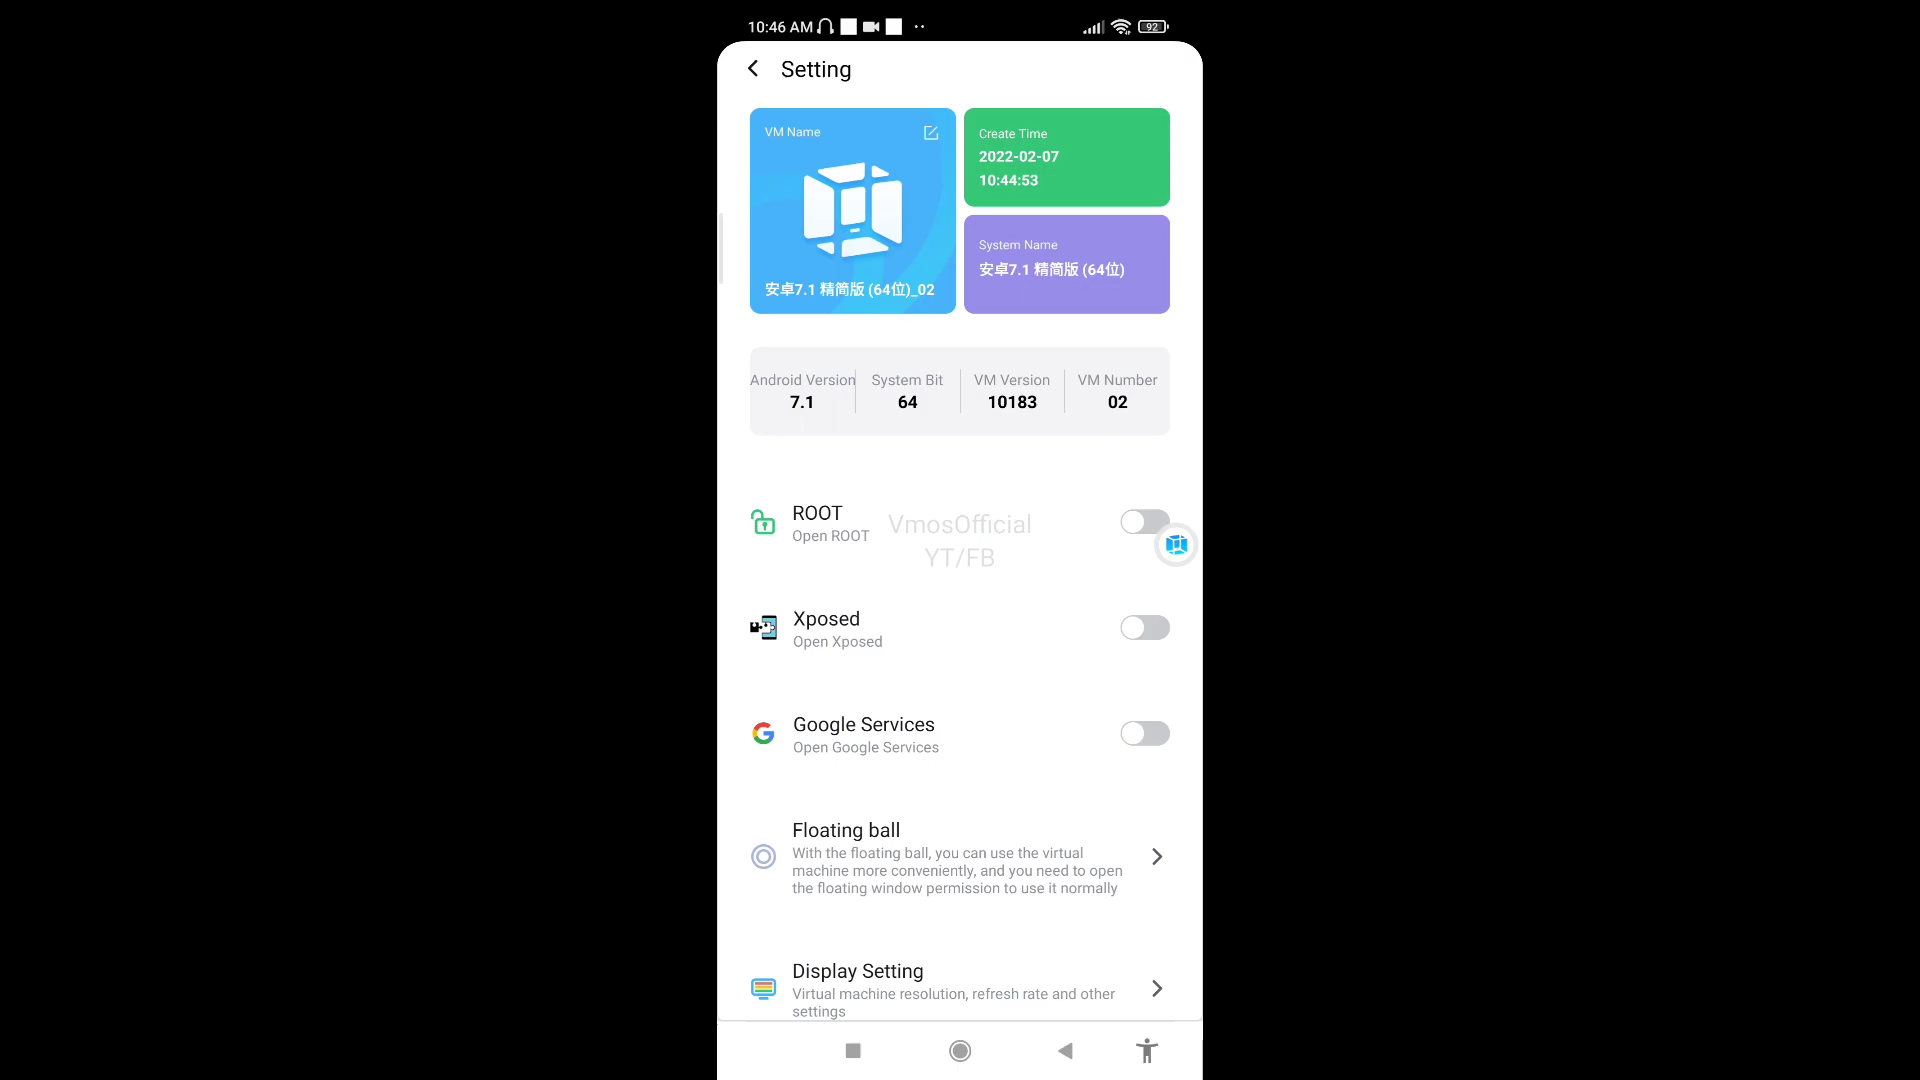 10:46 AM
92
Setting
VM Name
安卓7.1 精简版 (64位)_02
Create Time
2022-02-07
10:44:53
System Name
安卓7.1 精简版 (64位)
Android Version
7.1
System Bit
64
VM Version
10183
VM Number
02
ROOT
Open ROOT
VmosOfficial
YT/FB
Xposed
Open Xposed
Google Services
Open Google Services
Floating ball
With the floating ball, you can use the virtual
machine more conveniently, and you need to open
the floating window permission to use it normally
Display Setting
Virtual machine resolution, refresh rate and other
settings